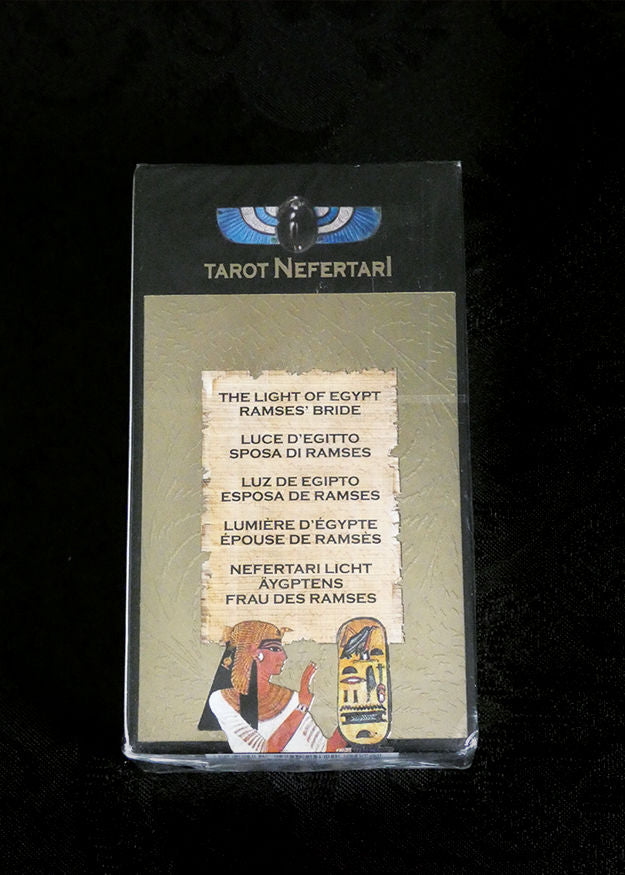 TAROT NEFERTARI
THE LIGHT OF EGYPT
RAMSES' BRIDE
LUCE D'EGITTO
SPOSA DI RAMSES
LUZ DE EGIPTO
ESPOSA DE RAMSES
LUMIÈRE D'ÉGYPTE
ÉPOUSE DE RAMSÈS
NEFERTARI LICHT
ÄYGPTENS
FRAU DES RAMSES